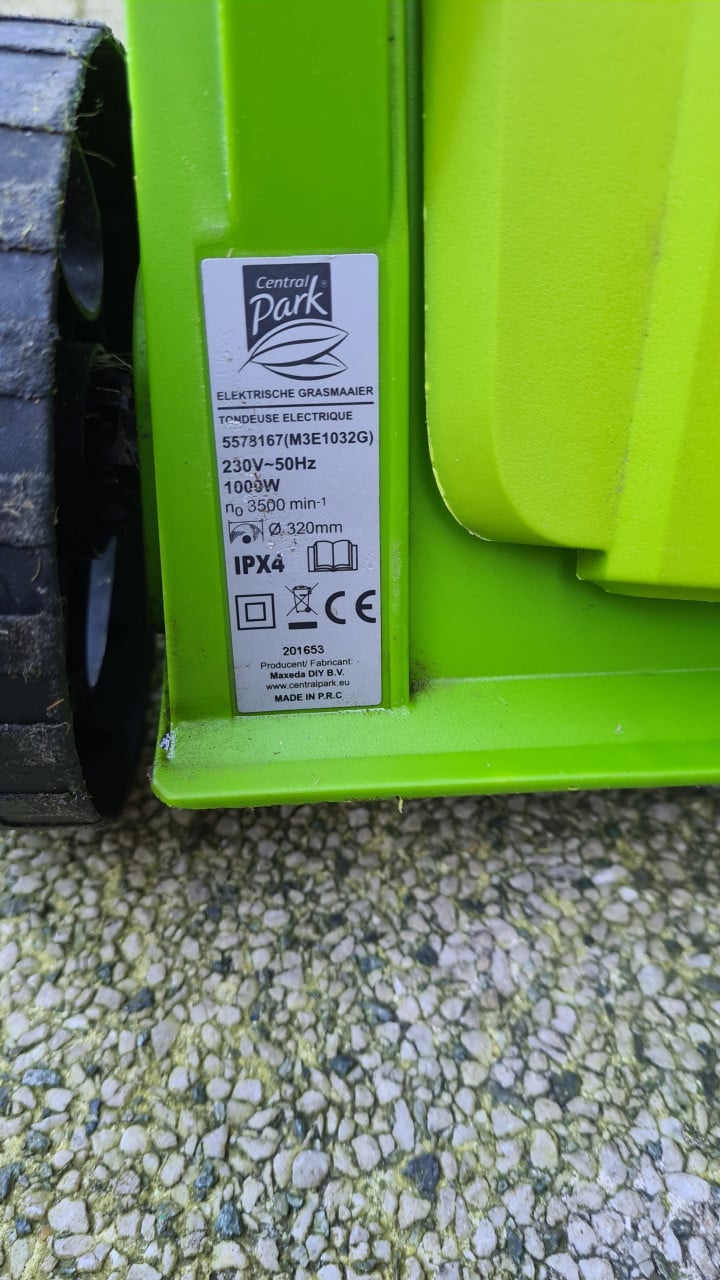 Central
Park®
ELEKTRISCHE GRASMAAIER
TONDEUSE ELECTRIQUE
5578167(M3E1032G)
230V~50Hz
1000W
n₀ 3500 min⁻¹
Ø 320mm
IPX4
CE
201653
Producent/ Fabricant:
Maxeda DIY B.V.
www.centralpark.eu
MADE IN P.R.C